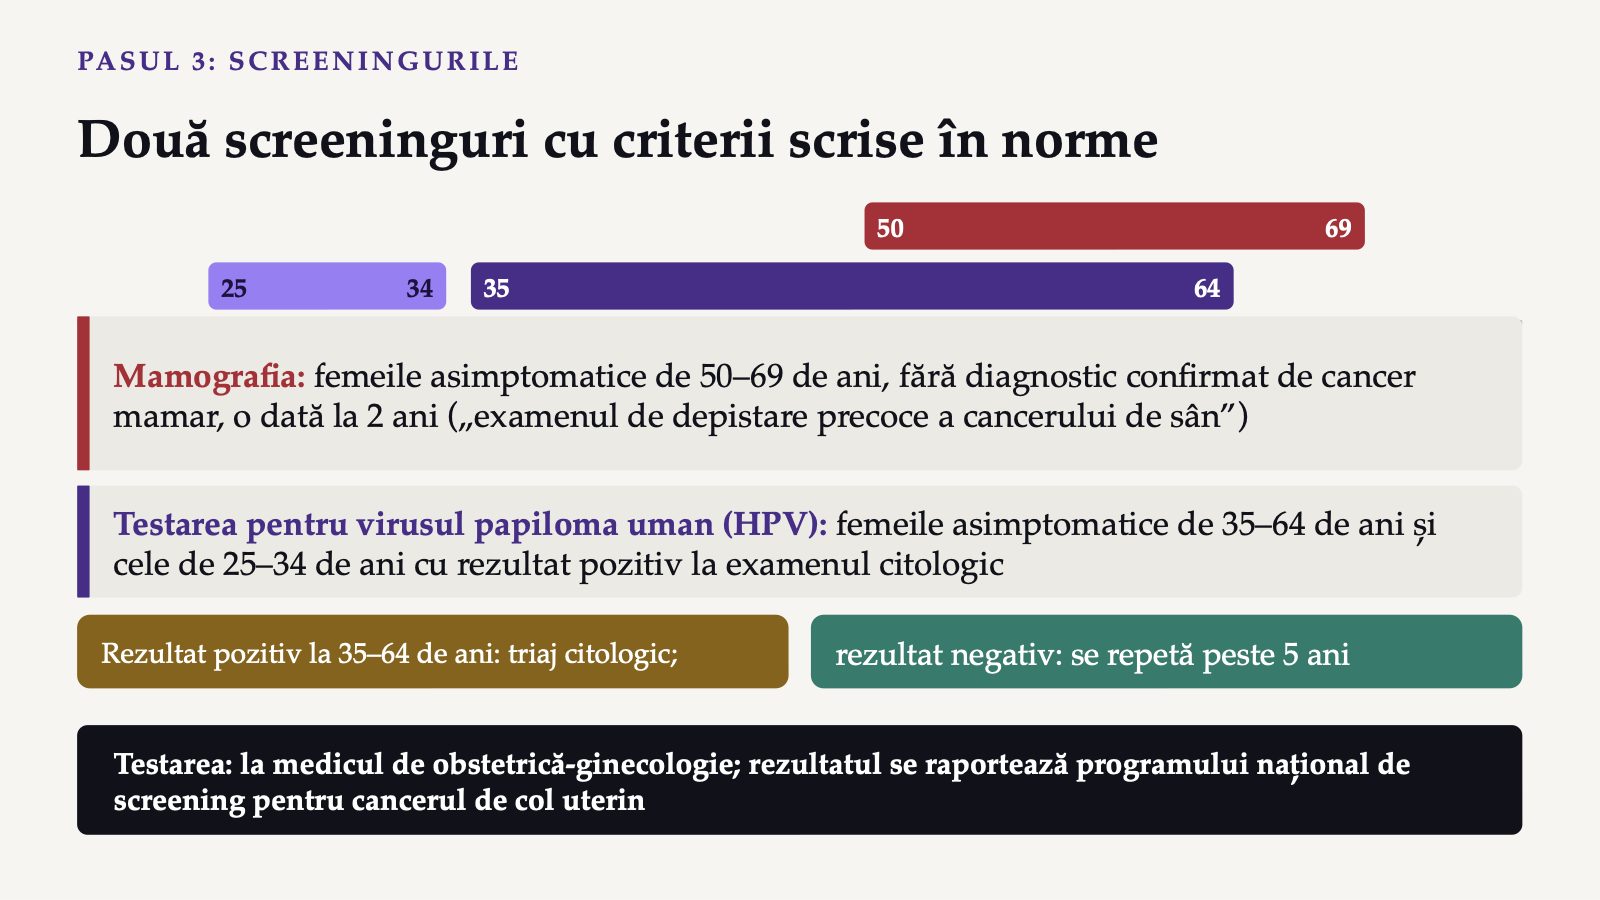 PASUL 3: SCREENINGURILE
Două screeninguri cu criterii scrise în norme
50 69
25 34 35 64
Mamografia: femeile asimptomatice de 50–69 de ani, fără diagnostic confirmat de cancer
mamar, o dată la 2 ani („examenul de depistare precoce a cancerului de sân”)
Testarea pentru virusul papiloma uman (HPV): femeile asimptomatice de 35–64 de ani și
cele de 25–34 de ani cu rezultat pozitiv la examenul citologic
Rezultat pozitiv la 35–64 de ani: triaj citologic;
rezultat negativ: se repetă peste 5 ani
Testarea: la medicul de obstetrică-ginecologie; rezultatul se raportează programului național de
screening pentru cancerul de col uterin